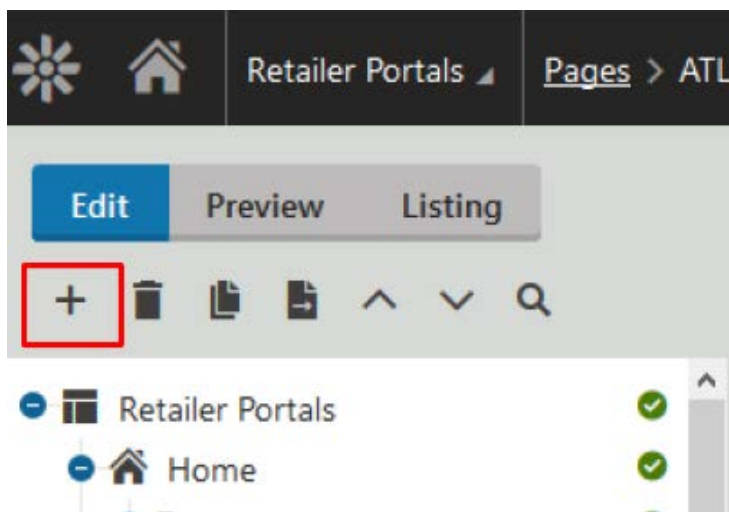 Retailer Portals Pages > ATL
Edit Preview Listing
Retailer Portals
Home